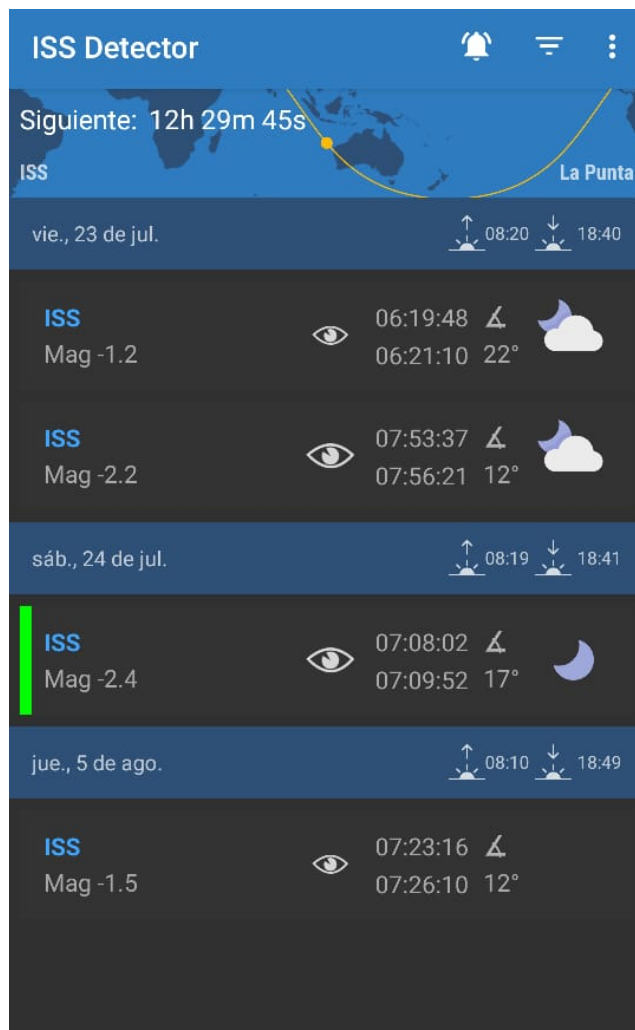 ISS Detector
Siguiente: 12h 29m 45s
ISS La Punta
vie., 23 de jul. 08:20 18:40
ISS 06:19:48
Mag -1.2 06:21:10 22°
ISS 07:53:37
Mag -2.2 07:56:21 12°
sáb., 24 de jul. 08:19 18:41
ISS 07:08:02
Mag -2.4 07:09:52 17°
jue., 5 de ago. 08:10 18:49
ISS 07:23:16
Mag -1.5 07:26:10 12°